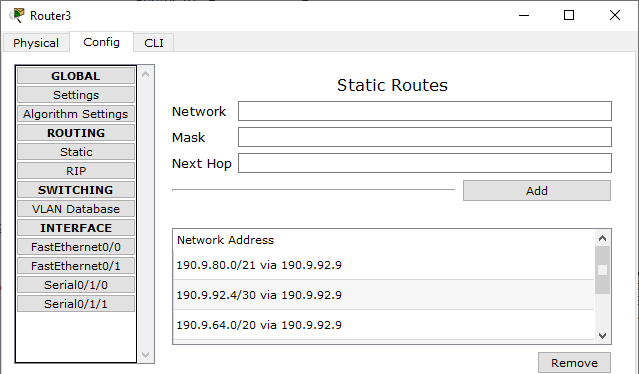 Router3
Physical
Config
CLI
GLOBAL
Settings
Algorithm Settings
ROUTING
Static
RIP
SWITCHING
VLAN Database
INTERFACE
FastEthernet0/0
FastEthernet0/1
Serial0/1/0
Serial0/1/1
Static Routes
Network
Mask
Next Hop
Add
Network Address
190.9.80.0/21 via 190.9.92.9
190.9.92.4/30 via 190.9.92.9
190.9.64.0/20 via 190.9.92.9
Remove